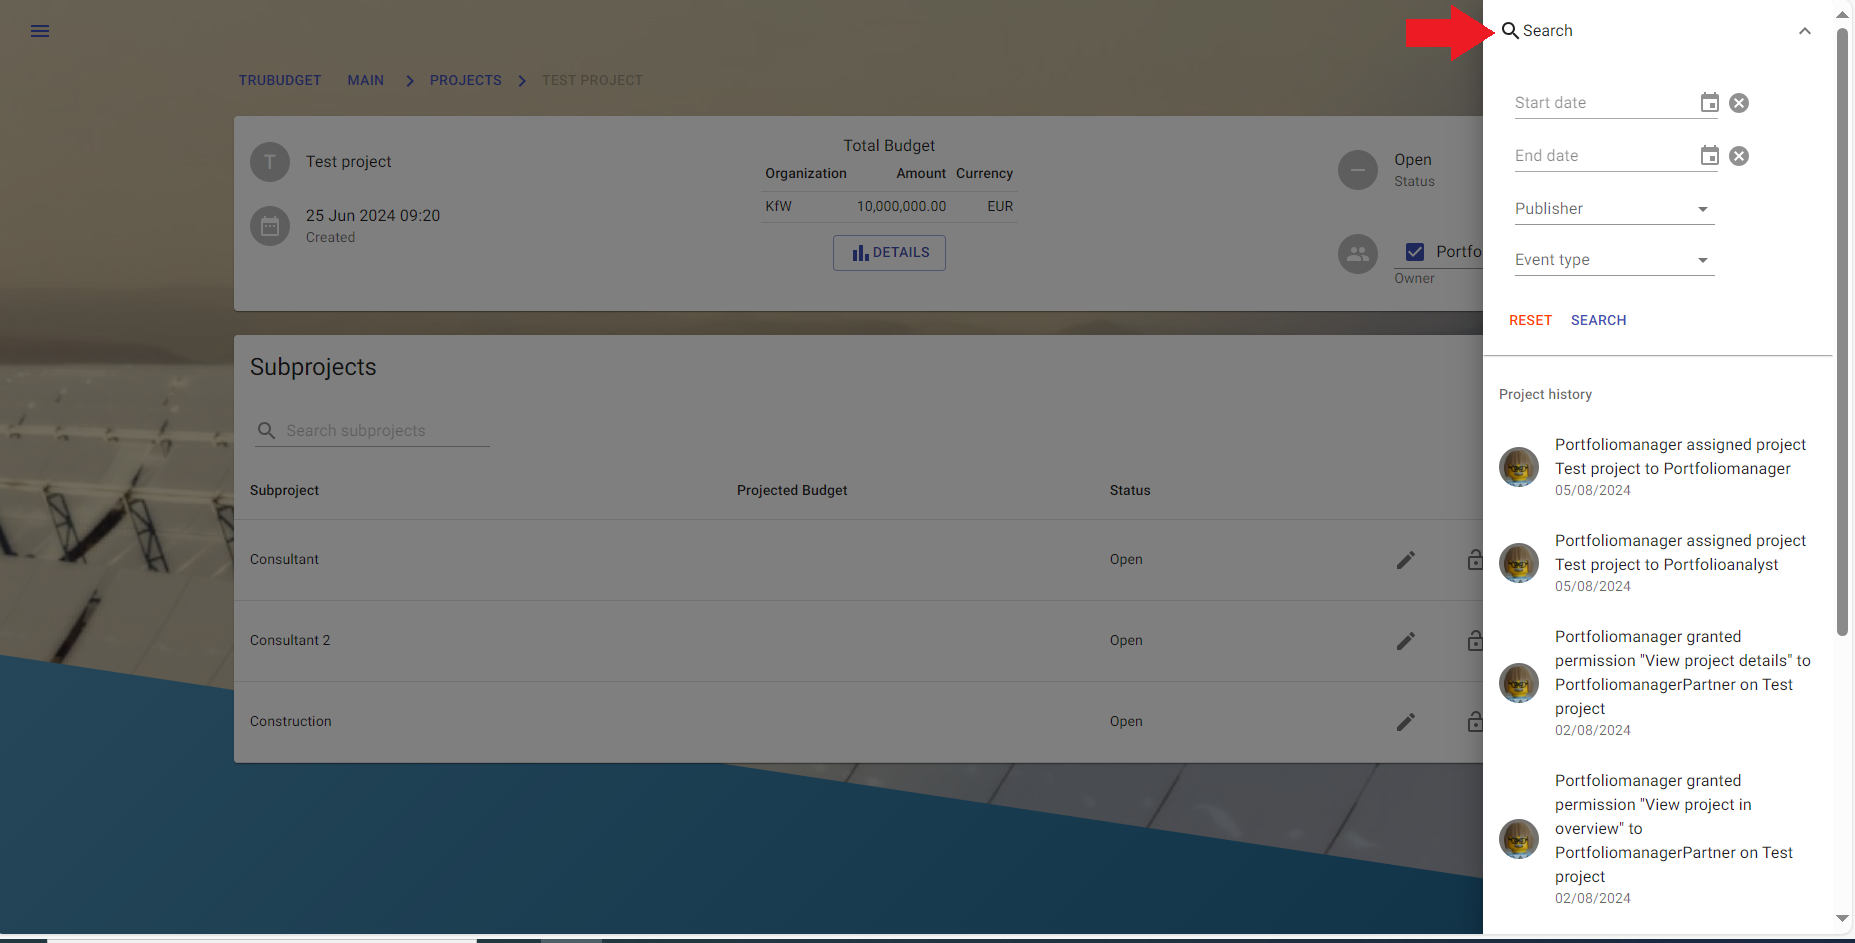 Search
TRUBUDGET MAIN PROJECTS TEST PROJECT
Start date
End date
Publisher
Event type
RESET SEARCH
T Test project
25 Jun 2024 09:20
Created
Total Budget
Organization Amount Currency
KfW 10,000,000.00 EUR
DETAILS
Open
Status
Portfo
Owner
Subprojects
Search subprojects
Subproject Projected Budget Status
Consultant Open
Consultant 2 Open
Construction Open
Project history
Portfoliomanager assigned project
Test project to Portfoliomanager
05/08/2024
Portfoliomanager assigned project
Test project to Portfolioanalyst
05/08/2024
Portfoliomanager granted
permission "View project details" to
PortfoliomanagerPartner on Test
project
02/08/2024
Portfoliomanager granted
permission "View project in
overview" to
PortfoliomanagerPartner on Test
project
02/08/2024